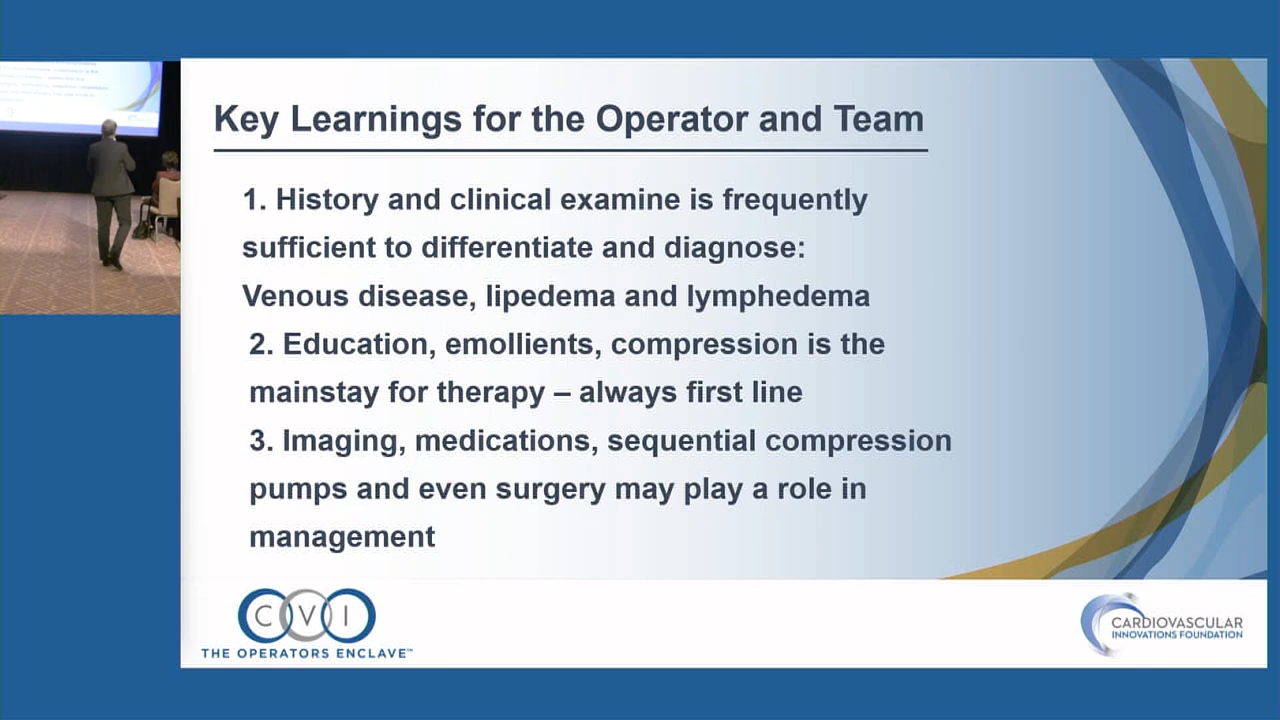 Key Learnings for the Operator and Team
1. History and clinical examine is frequently
sufficient to differentiate and diagnose:
Venous disease, lipedema and lymphedema
2. Education, emollients, compression is the
mainstay for therapy – always first line
3. Imaging, medications, sequential compression
pumps and even surgery may play a role in
management
CVI
THE OPERATORS ENCLAVE™
CARDIOVASCULAR
INNOVATIONS FOUNDATION